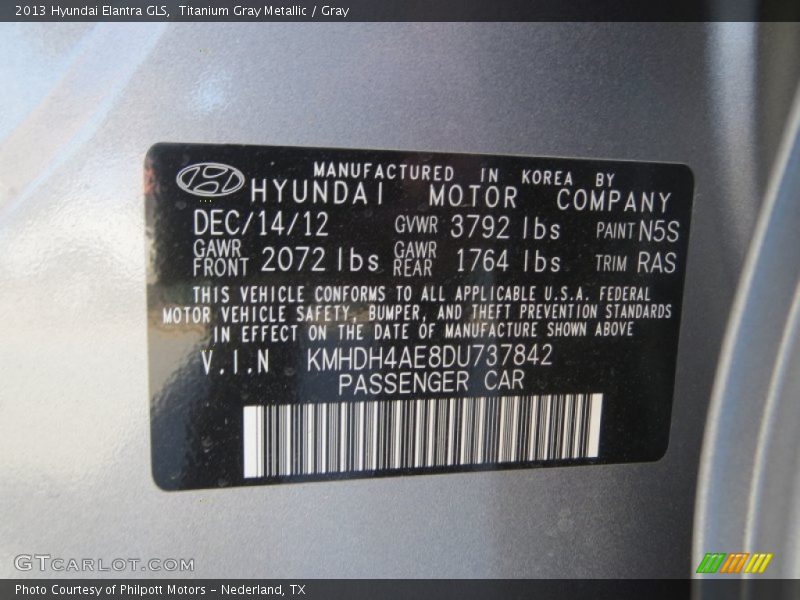 2013 Hyundai Elantra GLS,  Titanium Gray Metallic / Gray
MANUFACTURED IN KOREA BY
HYUNDAI MOTOR COMPANY
DEC/14/12 GVWR 3792 lbs PAINT N5S
GAWR FRONT 2072 lbs GAWR REAR 1764 lbs TRIM RAS
THIS VEHICLE CONFORMS TO ALL APPLICABLE U.S.A. FEDERAL
MOTOR VEHICLE SAFETY, BUMPER, AND THEFT PREVENTION STANDARDS
IN EFFECT ON THE DATE OF MANUFACTURE SHOWN ABOVE
V.I.N KMHDH4AE8DU737842
PASSENGER CAR
GTCARLOT.COM
Photo Courtesy of Philpott Motors - Nederland, TX